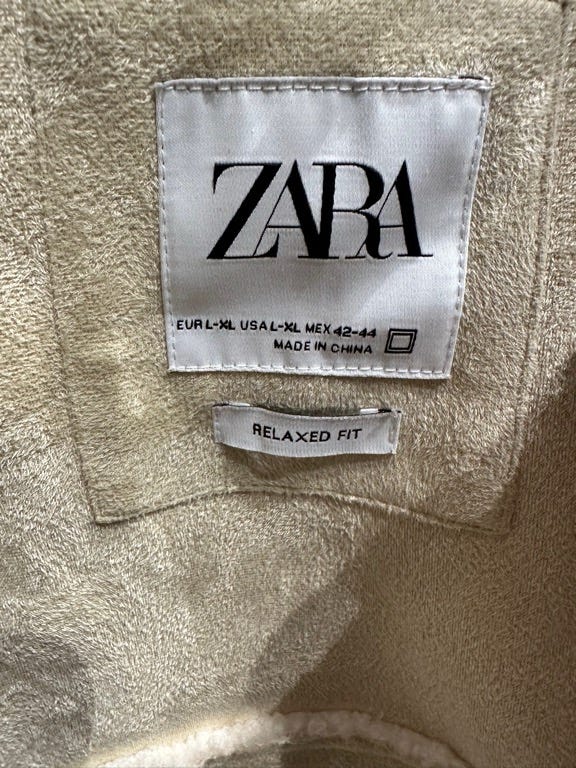 ZARA
EUR L-XL USA L-XL MEX 42-44
MADE IN CHINA
RELAXED FIT